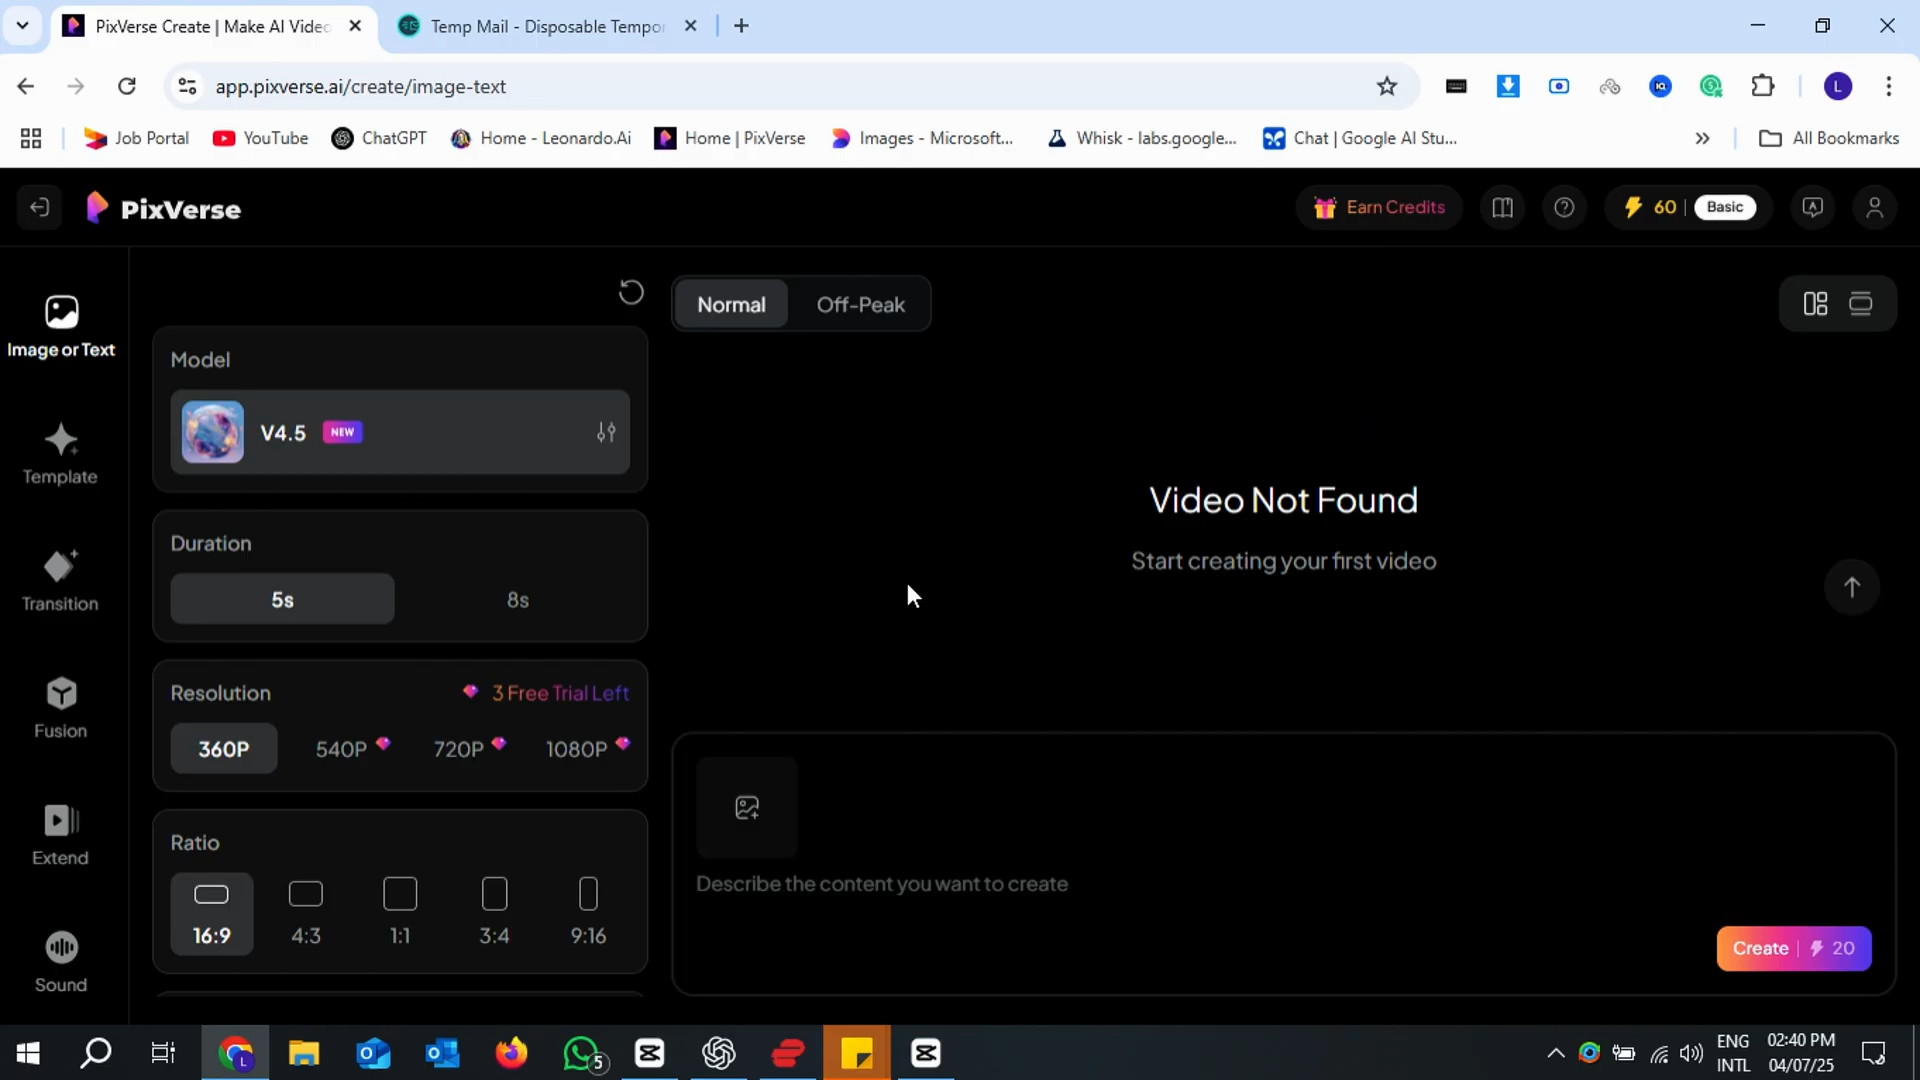 PixVerse Create | Make AI Video
Temp Mail - Disposable Tempor
app.pixverse.ai/create/image-text
L
Job Portal
YouTube
ChatGPT
Home - Leonardo.Ai
Home | PixVerse
Images - Microsoft...
Whisk - labs.google...
Chat | Google AI Stu...
»
All Bookmarks
PixVerse
Earn Credits
60 | Basic
Image or Text
Template
Transition
Fusion
Extend
Sound
Model
V4.5 NEW
Duration
5s 8s
Resolution 3 Free Trial Left
360P 540P 720P 1080P
Ratio
16:9 4:3 1:1 3:4 9:16
Normal Off-Peak
Video Not Found
Start creating your first video
Describe the content you want to create
Create | 20
5
ENG
INTL
02:40 PM
04/07/25